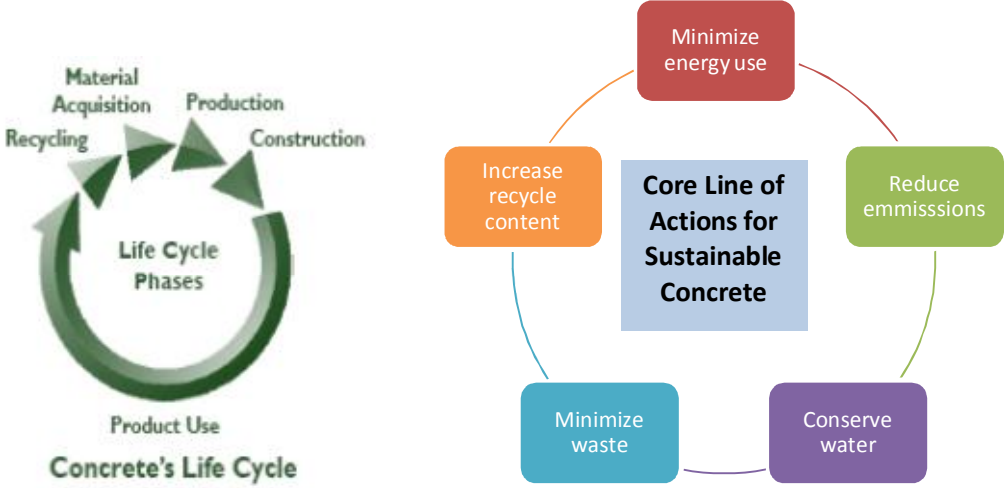 Material
Acquisition
Production
Recycling
Construction
Life Cycle
Phases
Product Use
Concrete's Life Cycle
Minimize
energy use
Increase
recycle
content
Core Line of
Actions for
Sustainable
Concrete
Reduce
emmisssions
Minimize
waste
Conserve
water